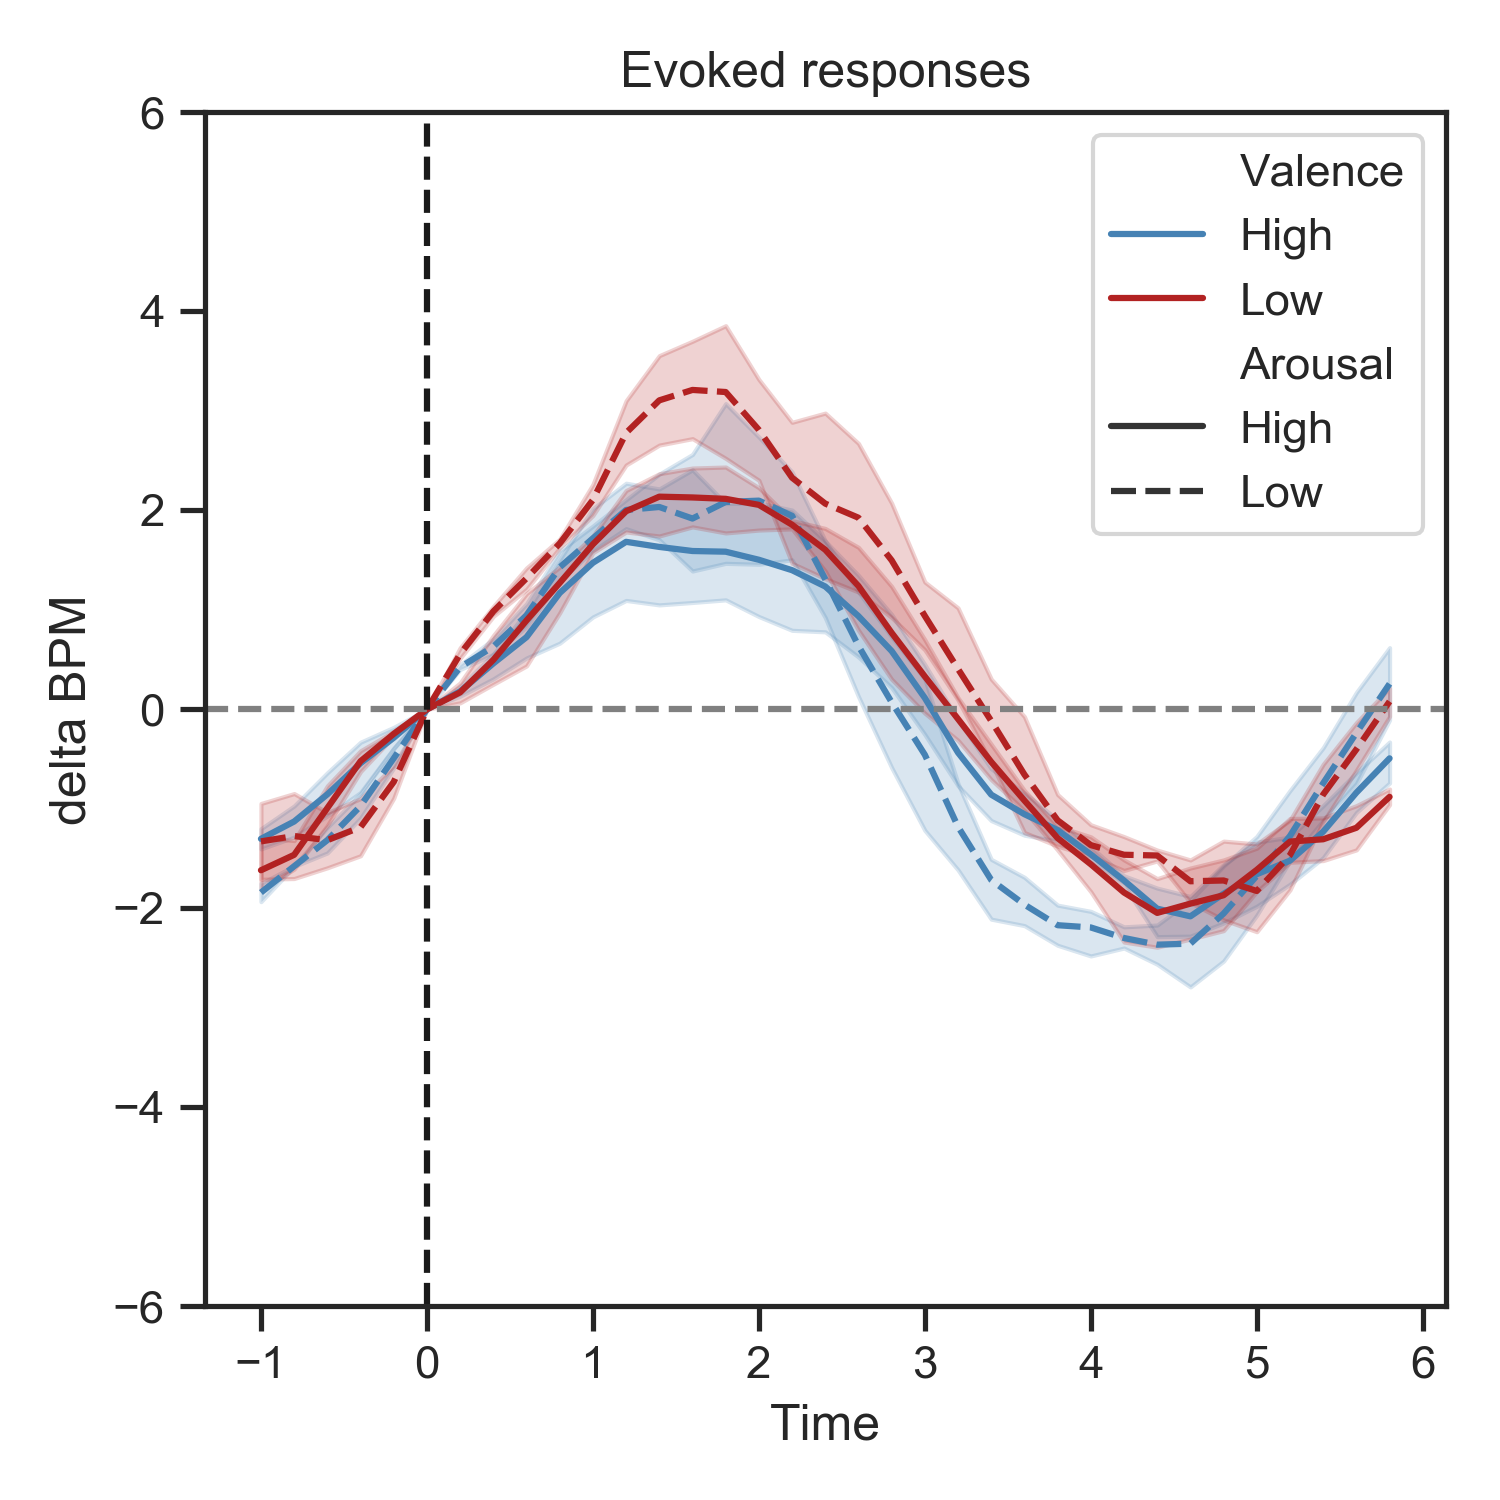 Evoked responses
6
4
2
0
−2
−4
−6
delta BPM
Valence
High
Low
Arousal
High
Low
−1 0 1 2 3 4 5 6
Time